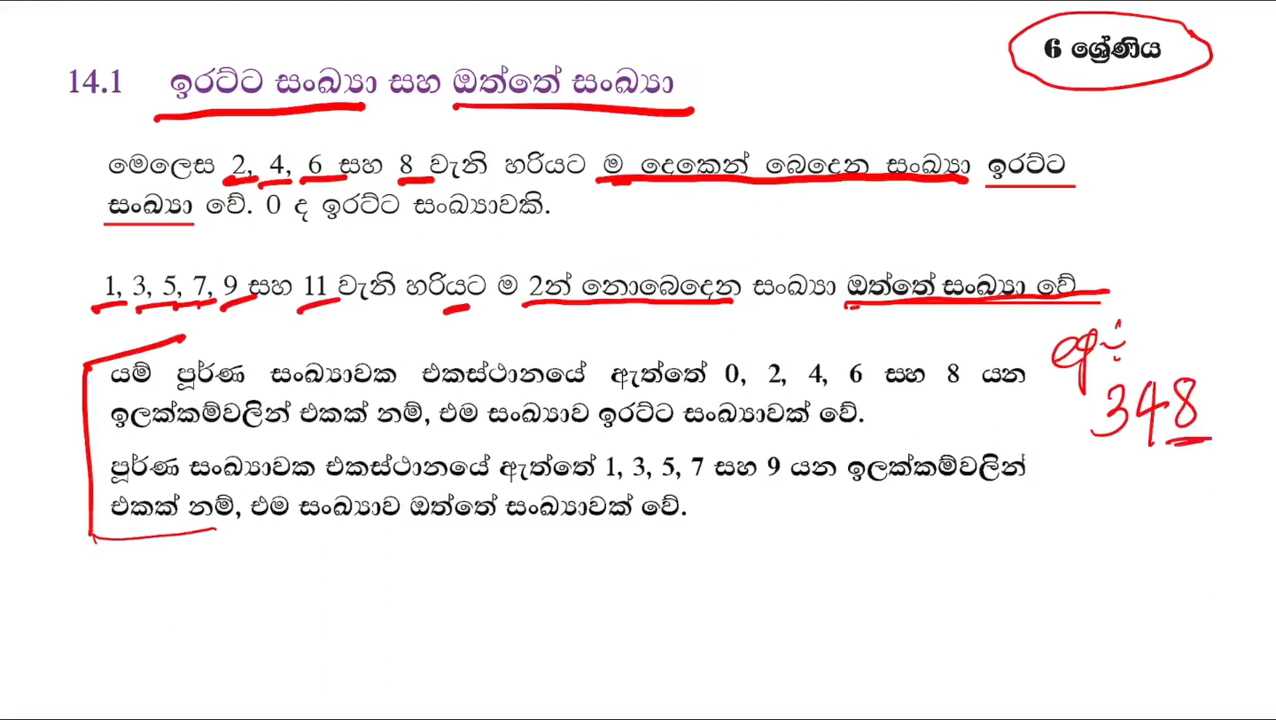 6 ශ්‍රේණිය
14.1 ඉරට්ට සංඛ්‍යා සහ ඔත්තේ සංඛ්‍යා
මෙලෙස 2, 4, 6 සහ 8 වැනි හරියට ම දෙකෙන් බෙදෙන සංඛ්‍යා ඉරට්ට
සංඛ්‍යා වේ. 0 ද ඉරට්ට සංඛ්‍යාවකි.
1, 3, 5, 7, 9 සහ 11 වැනි හරියට ම 2න් නොබෙදෙන සංඛ්‍යා ඔත්තේ සංඛ්‍යා වේ
යම් පූර්ණ සංඛ්‍යාවක එකස්ථානයේ ඇත්තේ 0, 2, 4, 6 සහ 8 යන
ඉලක්කම්වලින් එකක් නම්, එම සංඛ්‍යාව ඉරට්ට සංඛ්‍යාවක් වේ.
348
පූර්ණ සංඛ්‍යාවක එකස්ථානයේ ඇත්තේ 1, 3, 5, 7 සහ 9 යන ඉලක්කම්වලින්
එකක් නම්, එම සංඛ්‍යාව ඔත්තේ සංඛ්‍යාවක් වේ.